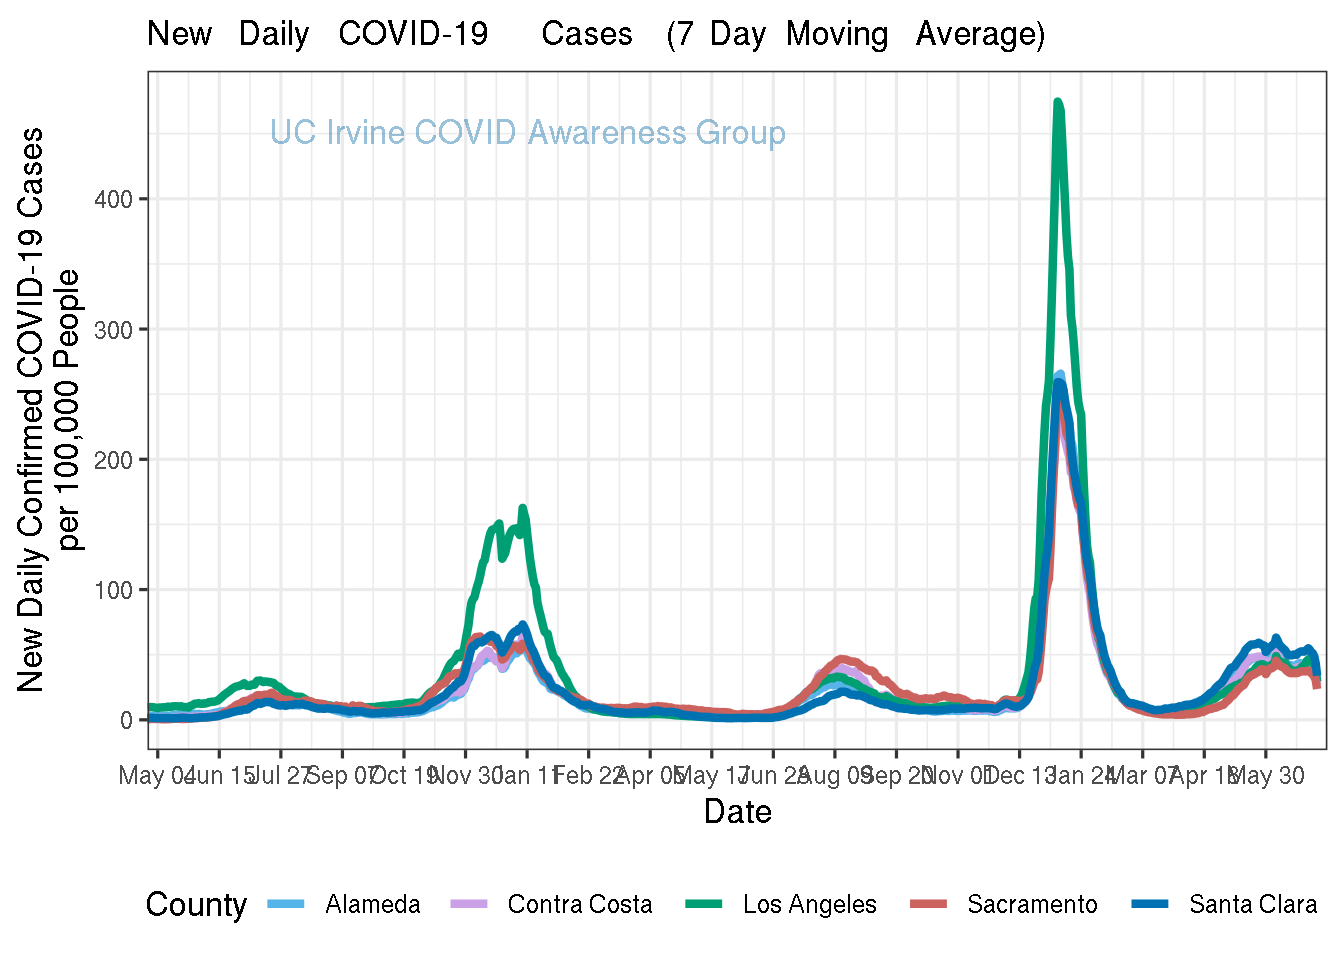 New Daily COVID-19 Cases (7 Day Moving Average)
UC Irvine COVID Awareness Group
New Daily Confirmed COVID-19 Cases
per 100,000 People
400
300
200
100
0
May 04 Jun 15 Jul 27 Sep 07 Oct 19 Nov 30 Jan 11 Feb 22 Apr 05 May 17 Jun 28 Aug 09 Sep 20 Nov 01 Dec 13 Jan 24 Mar 07 Apr 18 May 30
Date
County Alameda Contra Costa Los Angeles Sacramento Santa Clara